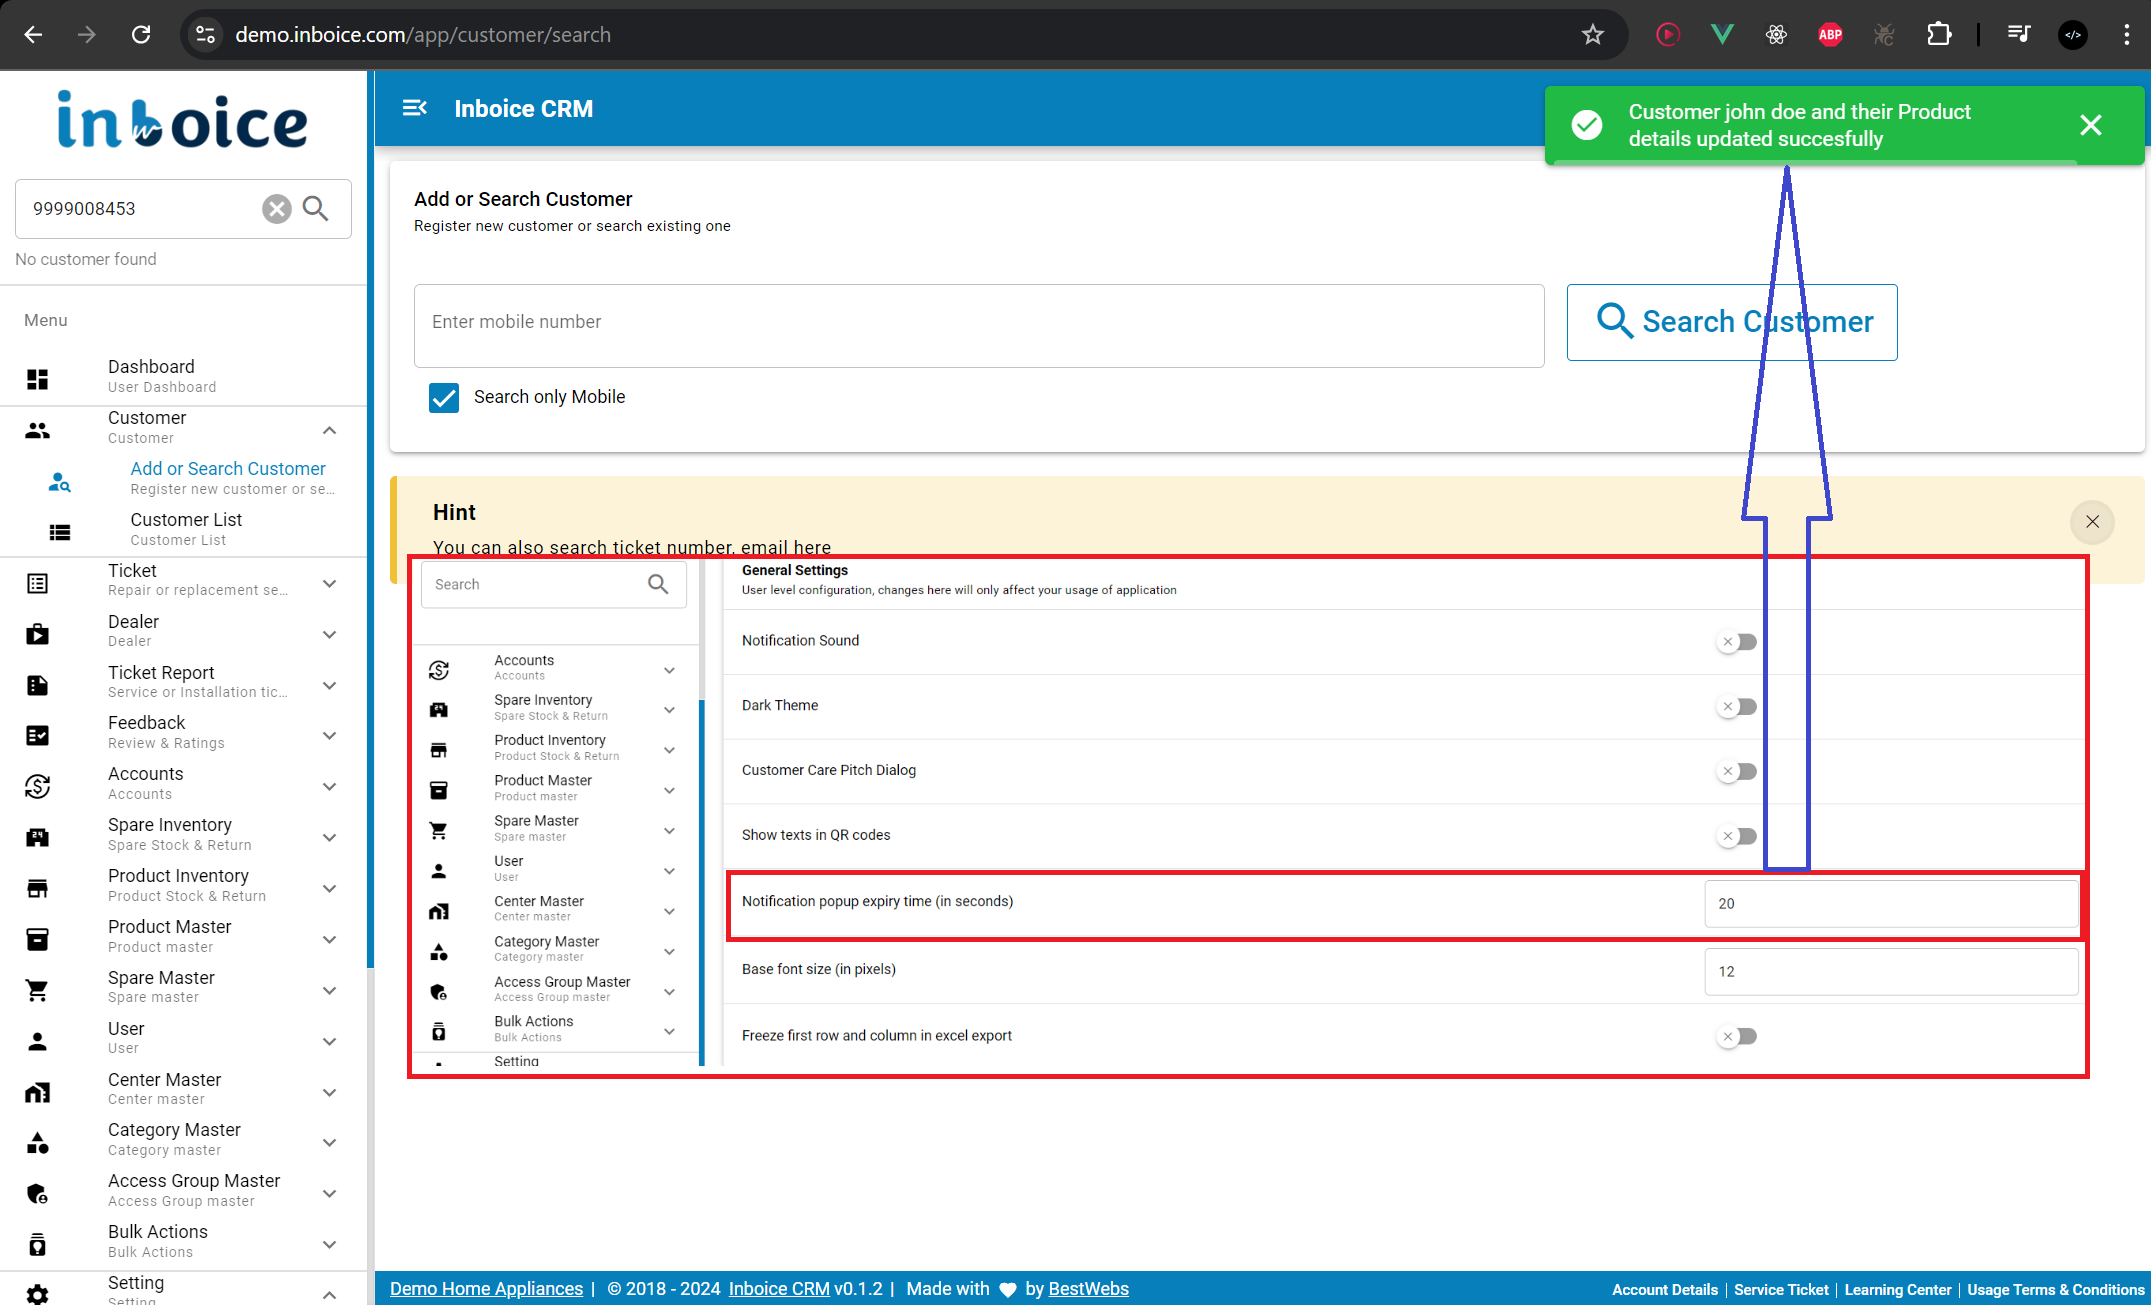 demo.inboice.com/app/customer/search
ABP
inboice
9999008453
No customer found
Menu
Dashboard
User Dashboard
Customer
Customer
Add or Search Customer
Register new customer or se...
Customer List
Customer List
Ticket
Repair or replacement se...
Dealer
Dealer
Ticket Report
Service or Installation tic...
Feedback
Review & Ratings
Accounts
Accounts
Spare Inventory
Spare Stock & Return
Product Inventory
Product Stock & Return
Product Master
Product master
Spare Master
Spare master
User
User
Center Master
Center master
Category Master
Category master
Access Group Master
Access Group master
Bulk Actions
Bulk Actions
Setting
Setting
Inboice CRM
Customer john doe and their Product
details updated succesfully
Add or Search Customer
Register new customer or search existing one
Enter mobile number
Search Customer
Search only Mobile
Hint
You can also search ticket number, email here
Search
Accounts
Accounts
Spare Inventory
Spare Stock & Return
Product Inventory
Product Stock & Return
Product Master
Product master
Spare Master
Spare master
User
User
Center Master
Center master
Category Master
Category master
Access Group Master
Access Group master
Bulk Actions
Bulk Actions
Setting
General Settings
User level configuration, changes here will only affect your usage of application
Notification Sound
Dark Theme
Customer Care Pitch Dialog
Show texts in QR codes
Notification popup expiry time (in seconds)
20
Base font size (in pixels)
12
Freeze first row and column in excel export
Demo Home Appliances | © 2018 - 2024 Inboice CRM v0.1.2 | Made with by BestWebs
Account Details | Service Ticket | Learning Center | Usage Terms & Conditions